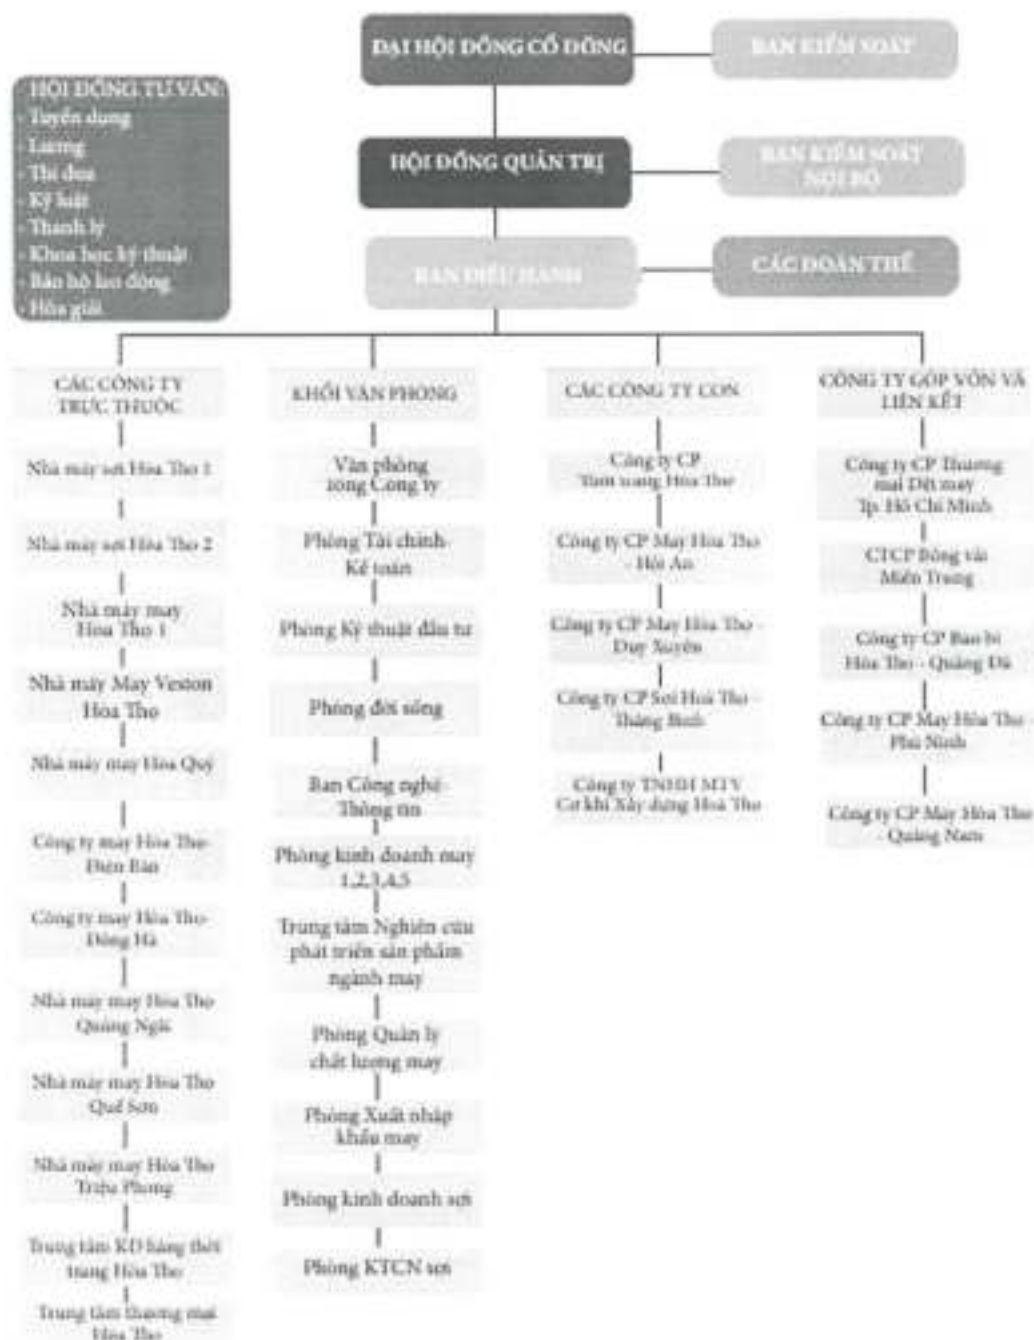 ĐẠI HỘI ĐỒNG CỔ ĐÔNG
BAN KIỂM SOÁT
HỘI ĐỒNG TƯ VẤN:
- Tuyển dụng
- Lương
- Thi đua
- Kỷ luật
- Thanh lý
- Khoa học kỹ thuật
- Bảo hộ lao động
- Hòa giải
HỘI ĐỒNG QUẢN TRỊ
BAN KIỂM SOÁT
NỘI BỘ
BAN ĐIỀU HÀNH
CÁC ĐOÀN THỂ
CÁC CÔNG TY
TRỰC THUỘC
Nhà máy sợi Hòa Thọ 1
Nhà máy sợi Hòa Thọ 2
Nhà máy may
Hòa Thọ 1
Nhà máy May Veston
Hòa Thọ
Nhà máy may Hòa Quý
Công ty may Hòa Thọ-
Điện Bàn
Công ty may Hòa Thọ-
Đông Hà
Nhà máy may Hòa Thọ
Quảng Ngãi
Nhà máy may Hòa Thọ
Quế Sơn
Nhà máy may Hòa Thọ
Triệu Phong
Trung tâm KD hàng thời
trang Hòa Thọ
Trung tâm thương mại
Hòa Thọ
KHỐI VĂN PHÒNG
Văn phòng
Tổng Công ty
Phòng Tài chính-
Kế toán
Phòng Kỹ thuật đầu tư
Phòng đời sống
Ban Công nghệ
Thông tin
Phòng kinh doanh may
1,2,3,4,5
Trung tâm Nghiên cứu
phát triển sản phẩm
ngành may
Phòng Quản lý
chất lượng may
Phòng Xuất nhập
khẩu may
Phòng kinh doanh sợi
Phòng KTCN sợi
CÁC CÔNG TY CON
Công ty CP
Thời trang Hòa Thọ
Công ty CP May Hòa Thọ
- Hội An
Công ty CP May Hòa Thọ -
Duy Xuyên
Công ty CP Sợi Hoà Thọ -
Thăng Bình
Công ty TNHH MTV
Cơ khí Xây dựng Hoà Thọ
CÔNG TY GÓP VỐN VÀ
LIÊN KẾT
Công ty CP Thương
mại Dệt may
Tp. Hồ Chí Minh
CTCP Bông vải
Miền Trung
Công ty CP Bao bì
Hòa Thọ - Quảng Đà
Công ty CP May Hòa Thọ -
Phú Ninh
Công ty CP May Hòa Thọ
- Quảng Nam